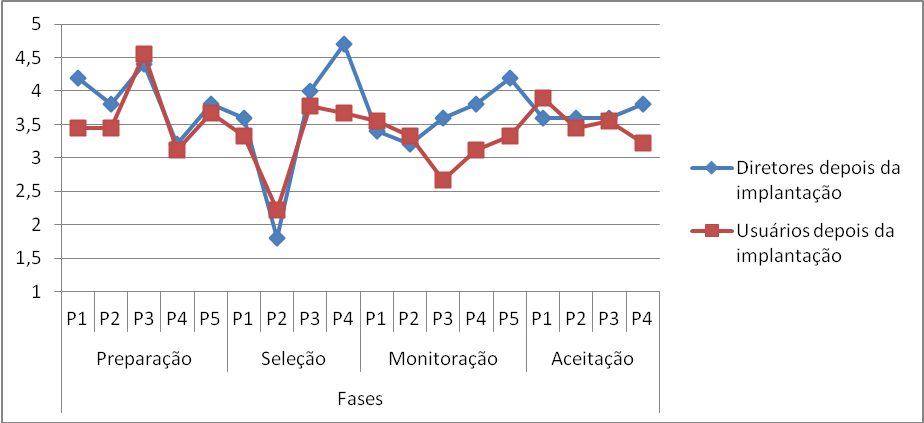 5
4,5
4
3,5
3
2,5
2
1,5
1
P1 P2 P3 P4 P5 P1 P2 P3 P4 P1 P2 P3 P4 P5 P1 P2 P3 P4
Preparação Seleção Monitoração Aceitação
Fases
Diretores depois da
implantação
Usuários depois da
implantação